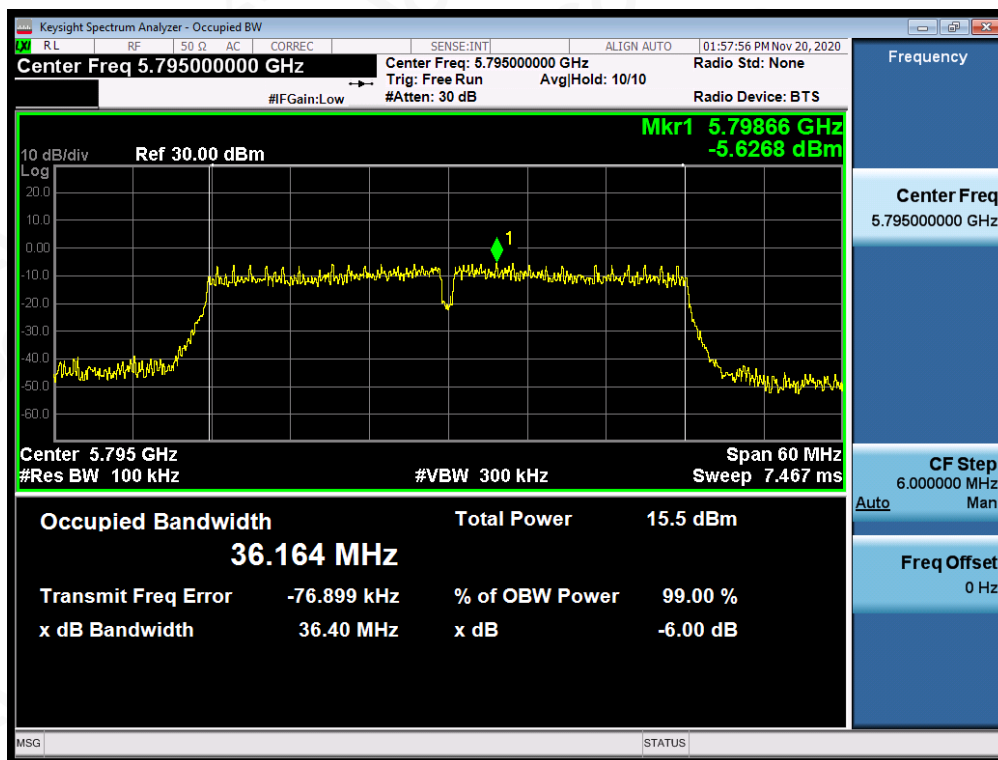 Keysight Spectrum Analyzer - Occupied BW
LXI RL RF 50 Ω AC CORREC SENSE:INT ALIGN AUTO 01:57:56 PM Nov 20, 2020
Center Freq 5.795000000 GHz
#IFGain:Low
Center Freq: 5.795000000 GHz
Trig: Free Run Avg|Hold: 10/10
#Atten: 30 dB
Radio Std: None
Radio Device: BTS
Mkr1 5.79866 GHz
-5.6268 dBm
10 dB/div Ref 30.00 dBm
Log
20.0
10.0
0.00
-10.0
-20.0
-30.0
-40.0
-50.0
-60.0
1
Center 5.795 GHz Span 60 MHz
#Res BW 100 kHz #VBW 300 kHz Sweep 7.467 ms
Occupied Bandwidth Total Power 15.5 dBm
36.164 MHz
Transmit Freq Error -76.899 kHz % of OBW Power 99.00 %
x dB Bandwidth 36.40 MHz x dB -6.00 dB
Frequency
Center Freq
5.795000000 GHz
CF Step
6.000000 MHz
Auto Man
Freq Offset
0 Hz
MSG STATUS